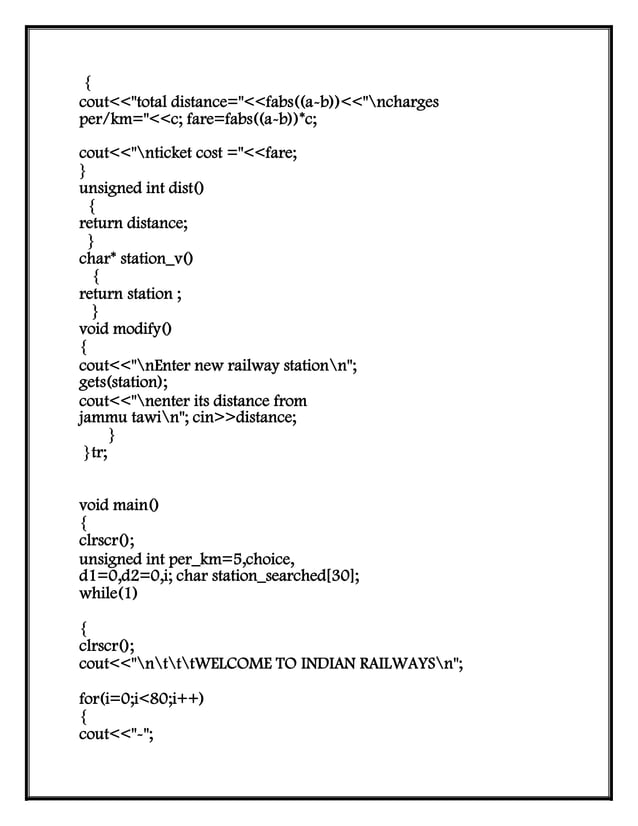 {
cout<<"total distance="<<fabs((a-b))<<"\ncharges
per/km="<<c; fare=fabs((a-b))*c;
cout<<"\nticket cost ="<<fare;
}
unsigned int dist()
{
return distance;
}
char* station_v()
{
return station ;
}
void modify()
{
cout<<"\nEnter new railway station\n";
gets(station);
cout<<"\nenter its distance from
jammu tawi\n"; cin>>distance;
}
}tr;
void main()
{
clrscr();
unsigned int per_km=5,choice,
d1=0,d2=0,i; char station_searched[30];
while(1)
{
clrscr();
cout<<"\n\t\t\tWELCOME TO INDIAN RAILWAYS\n";
for(i=0;i<80;i++)
{
cout<<"-";